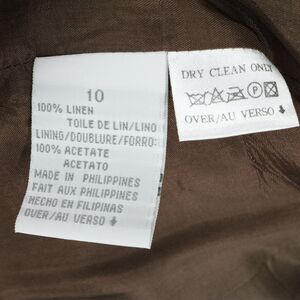 10
100% LINEN
TOILE DE LIN/LINO
LINING/DOUBLURE/FORRO:
100% ACETATE
ACETATO
MADE IN PHILIPPINES
FAIT AUX PHILIPPINES
HECHO EN FILIPINAS
OVER/AU VERSO
DRY CLEAN ONLY
OVER/AU VERSO